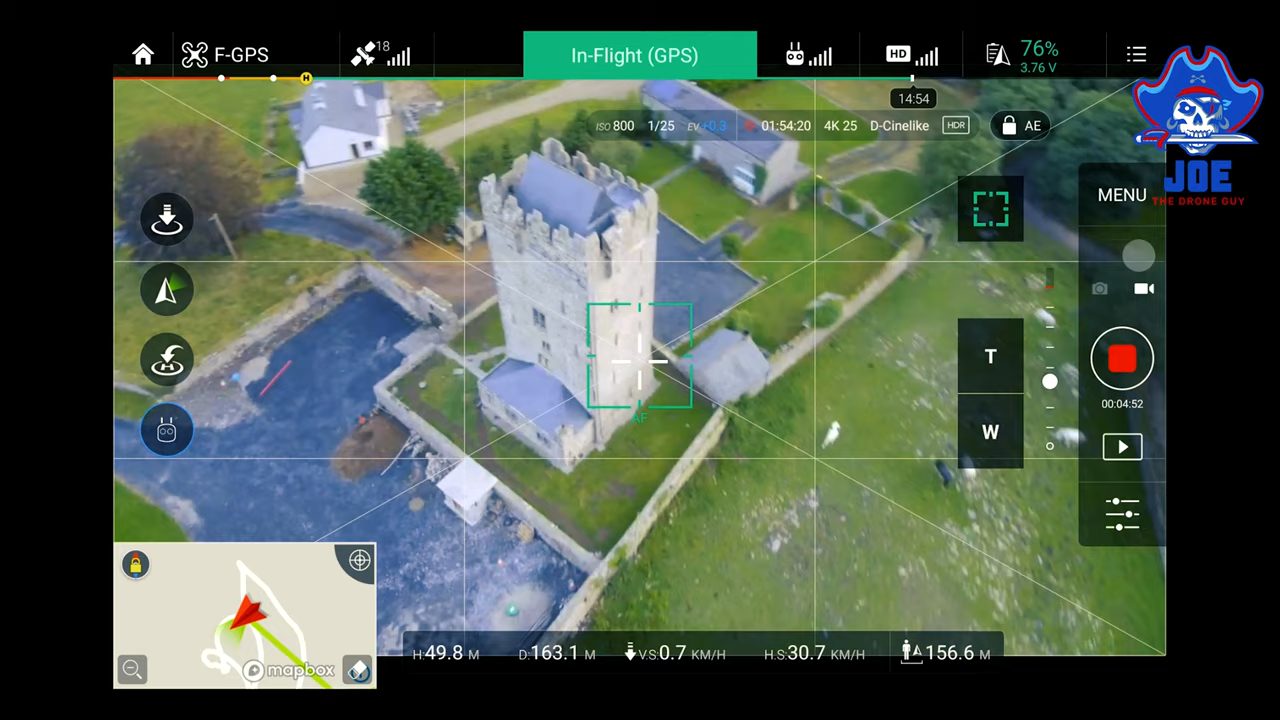 F-GPS
18
In-Flight (GPS)
HD
76%
3.76 V
H
14:54
ISO 800 1/25 EV +0.3 01:54:20 4K 25 D-Cinelike HDR
AE
JOE
THE DRONE GUY
MENU
T
W
AF
00:04:52
mapbox
H:49.8 M D:163.1 M V.S:0.7 KM/H H.S:30.7 KM/H 156.6 M